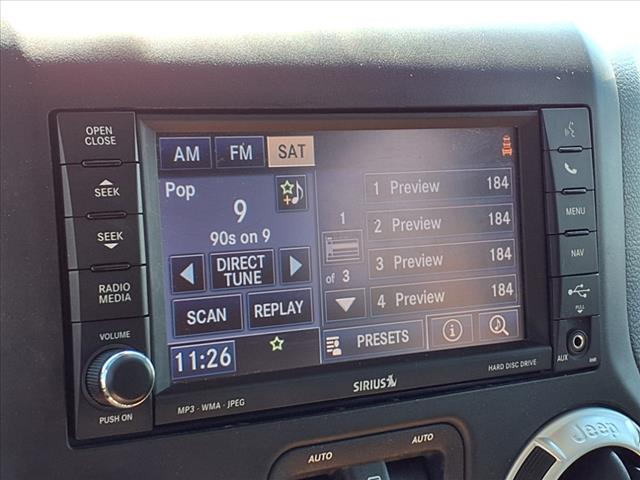 OPEN
CLOSE
SEEK
SEEK
RADIO
MEDIA
VOLUME
PUSH ON
AM FM SAT
Pop
9
90s on 9
DIRECT
TUNE
SCAN REPLAY
11:26
1
of 3
1 Preview 184
2 Preview 184
3 Preview 184
4 Preview 184
PRESETS
MENU
NAV
PULL
AUX
MP3 - WMA - JPEG
SIRIUS
HARD DISC DRIVE
AUTO
AUTO
Jeep